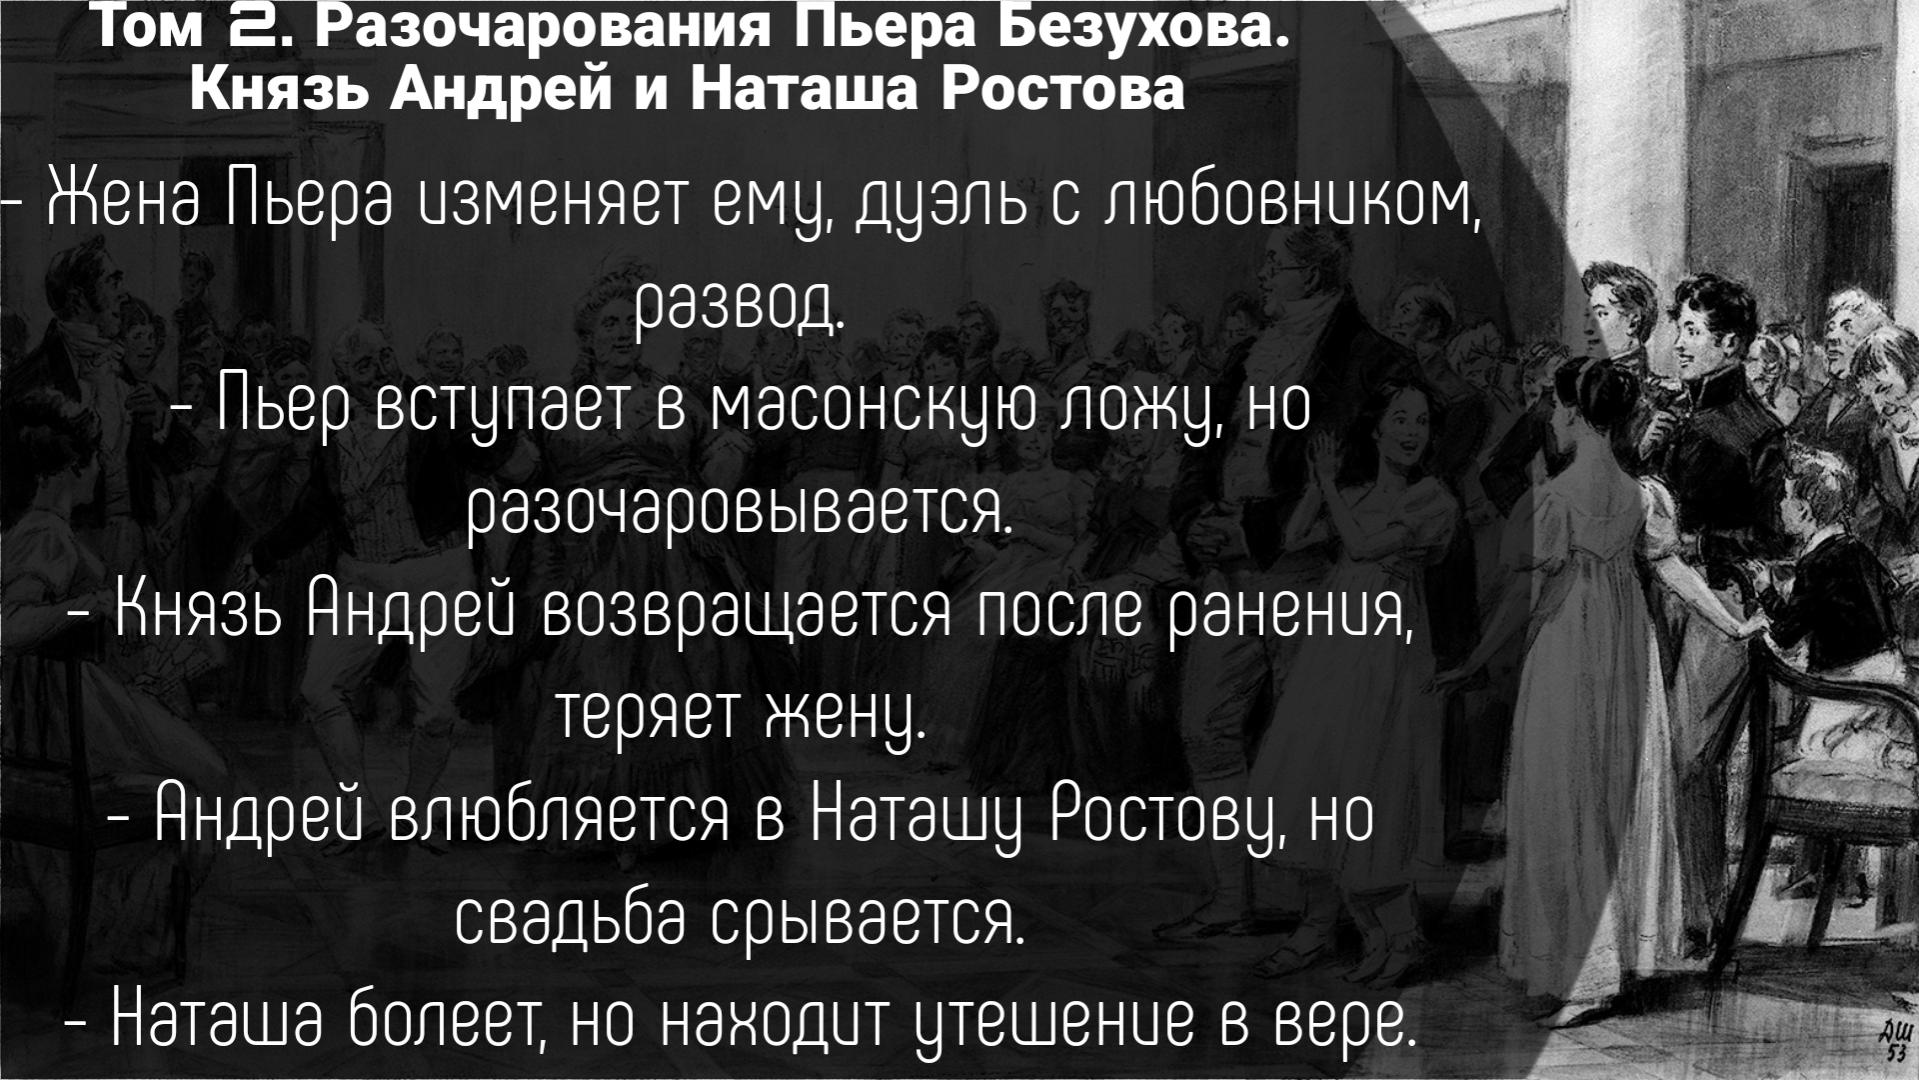 Том 2. Разочарования Пьера Безухова.
Князь Андрей и Наташа Ростова
- Жена Пьера изменяет ему, дуэль с любовником,
развод.
- Пьер вступает в масонскую ложу, но
разочаровывается.
- Князь Андрей возвращается после ранения,
теряет жену.
- Андрей влюбляется в Наташу Ростову, но
свадьба срывается.
- Наташа болеет, но находит утешение в вере.
ДШ
53